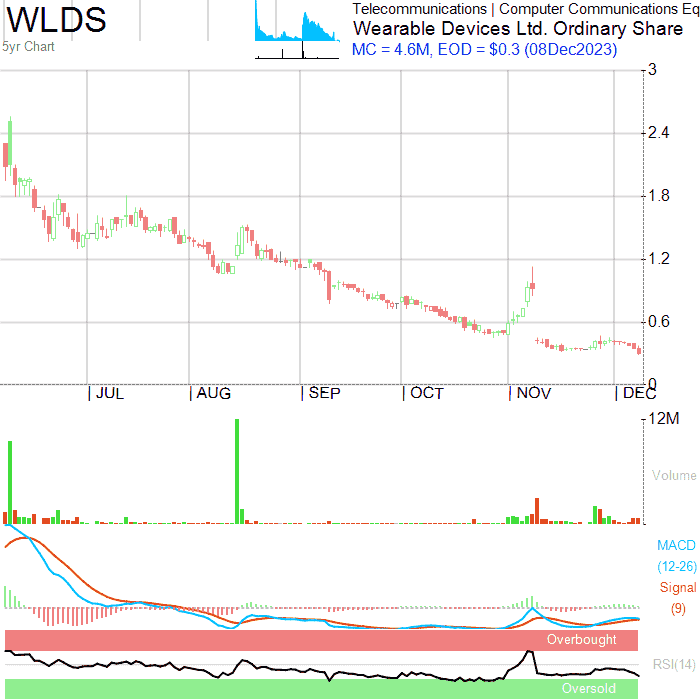 WLDS
5yr Chart
Telecommunications | Computer Communications Eq
Wearable Devices Ltd. Ordinary Share
MC = 4.6M, EOD = $0.3 (08Dec2023)
3
2.4
1.8
1.2
0.6
0
JUL AUG SEP OCT NOV DEC
12M
Volume
MACD
(12-26)
Signal
(9)
Overbought
RSI(14)
Oversold